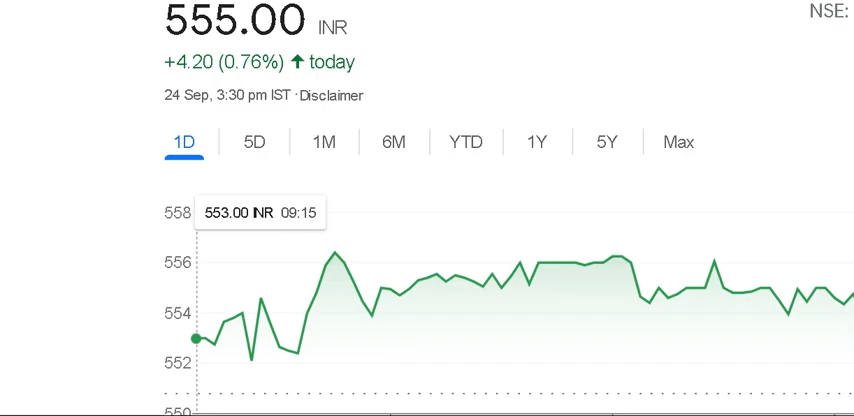 555.00 INR
NSE:
+4.20 (0.76%) ↑ today
24 Sep, 3:30 pm IST · Disclaimer
1D 5D 1M 6M YTD 1Y 5Y Max
558
553.00 INR 09:15
556
554
552
550